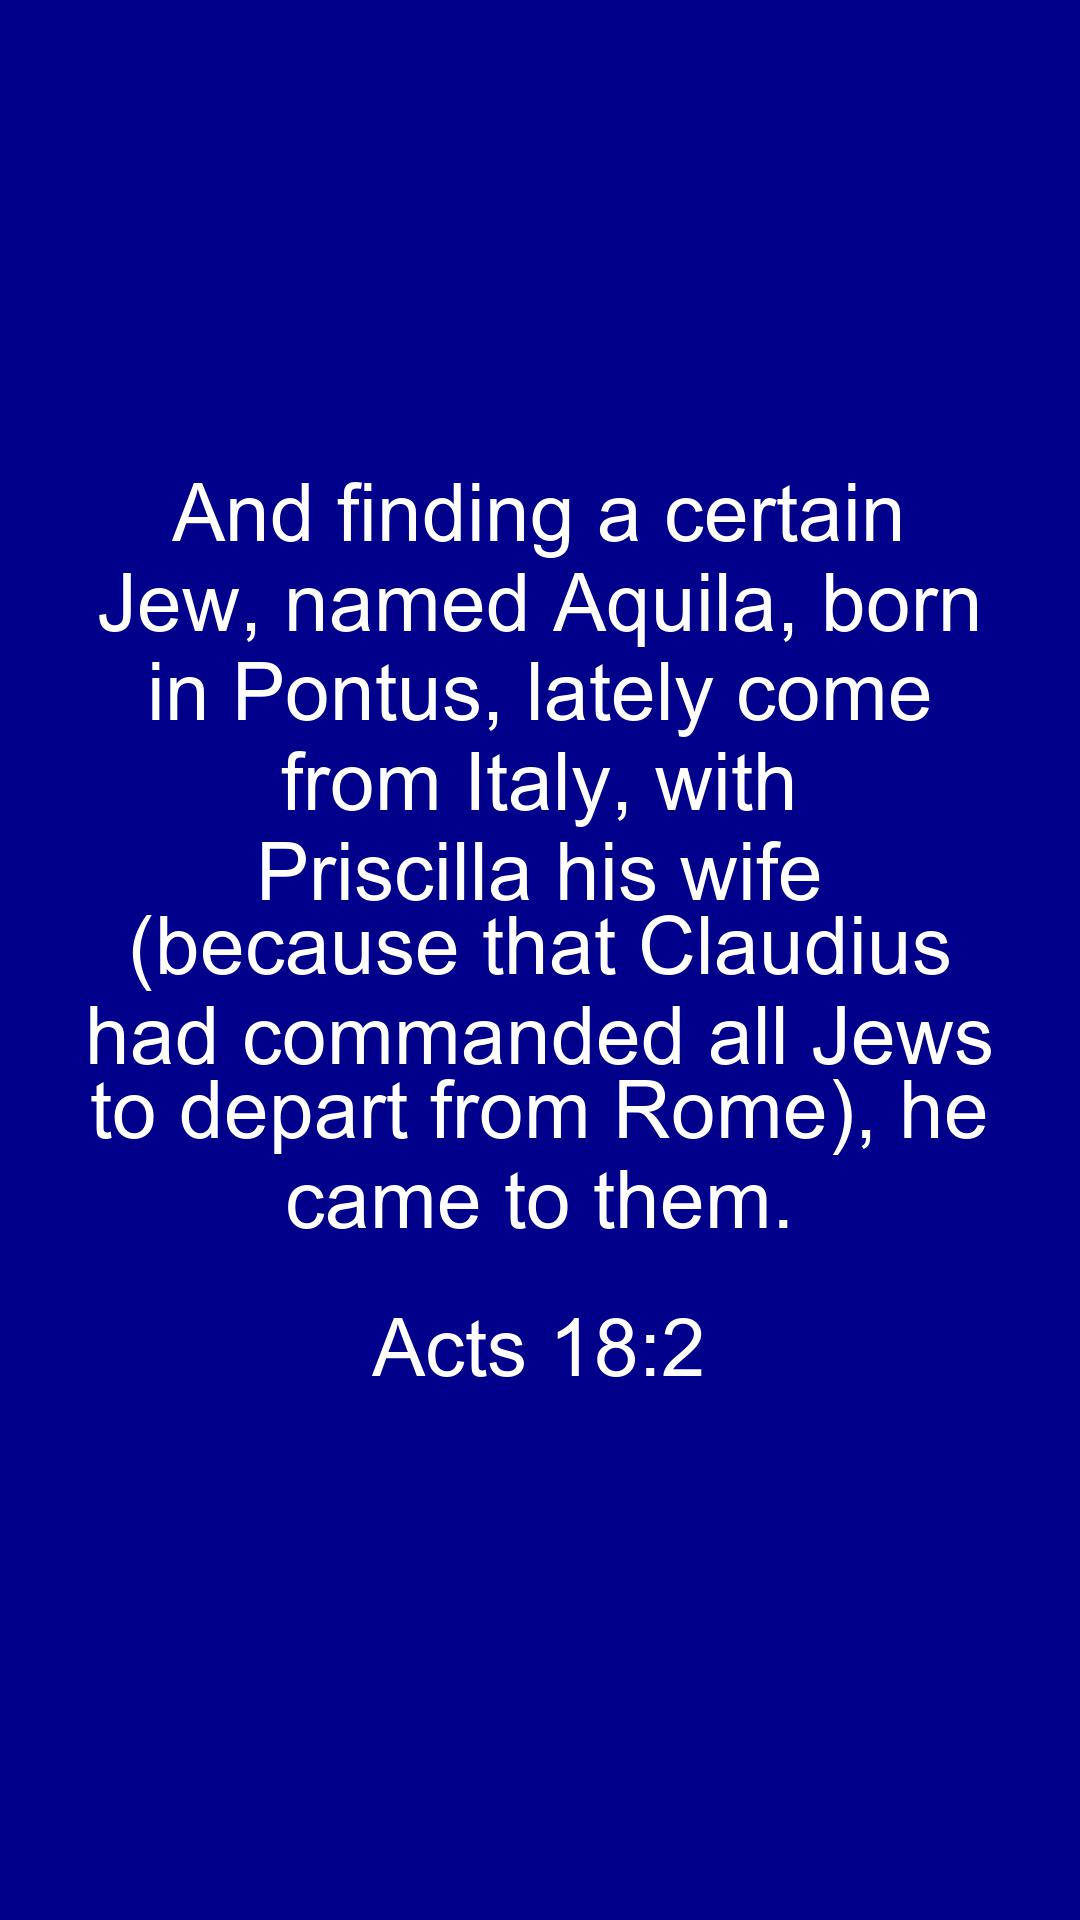 And finding a certain
Jew, named Aquila, born
in Pontus, lately come
from Italy, with
Priscilla his wife
(because that Claudius
had commanded all Jews
to depart from Rome), he
came to them.
Acts 18:2